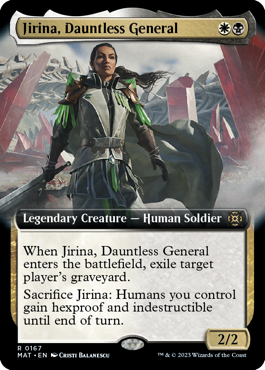 Jirina, Dauntless General
Legendary Creature — Human Soldier
When Jirina, Dauntless General
enters the battlefield, exile target
player's graveyard.
Sacrifice Jirina: Humans you control
gain hexproof and indestructible
until end of turn.
2/2
R 0167
MAT • EN CRISTI BALANESCU
™ & © 2023 Wizards of the Coast